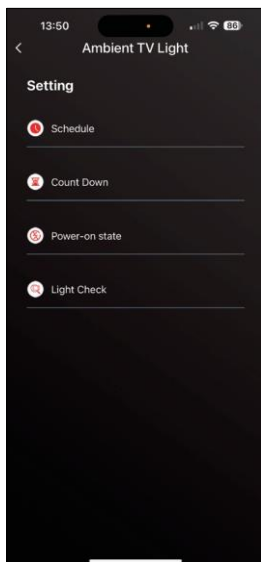 13:50
86
Ambient TV Light
Setting
Schedule
Count Down
Power-on state
Light Check